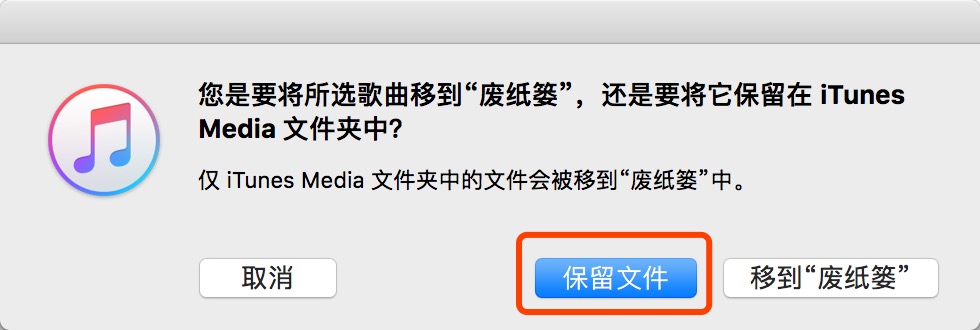 您是要将所选歌曲移到“废纸篓”，还是要将它保留在 iTunes
Media 文件夹中?
仅 iTunes Media 文件夹中的文件会被移到“废纸篓”中。
取消
保留文件
移到“废纸篓”